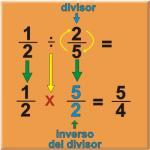 divisor
1/2 ÷ 2/5 =
1/2 x 5/2 = 5/4
inverso
del divisor